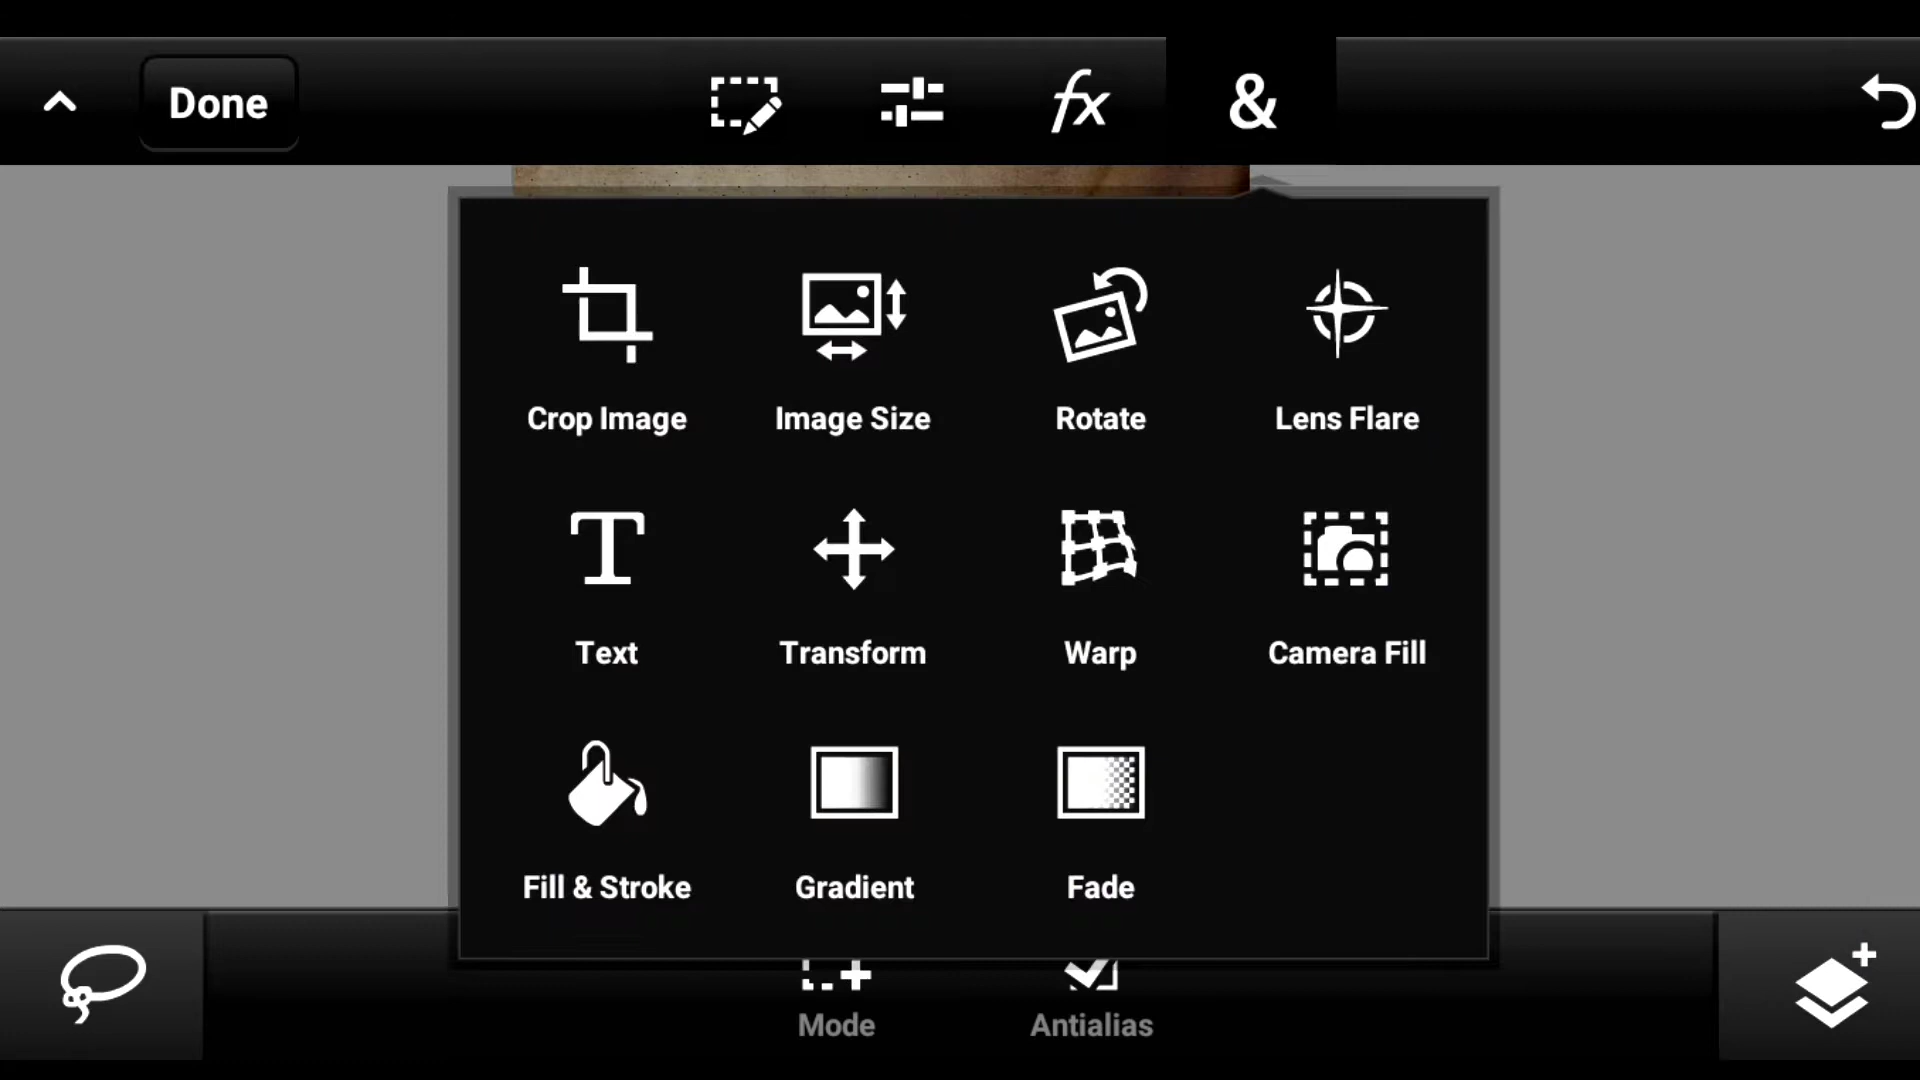 Done
fx
&
Crop Image
Image Size
Rotate
Lens Flare
Text
Transform
Warp
Camera Fill
Fill & Stroke
Gradient
Fade
Mode
Antialias